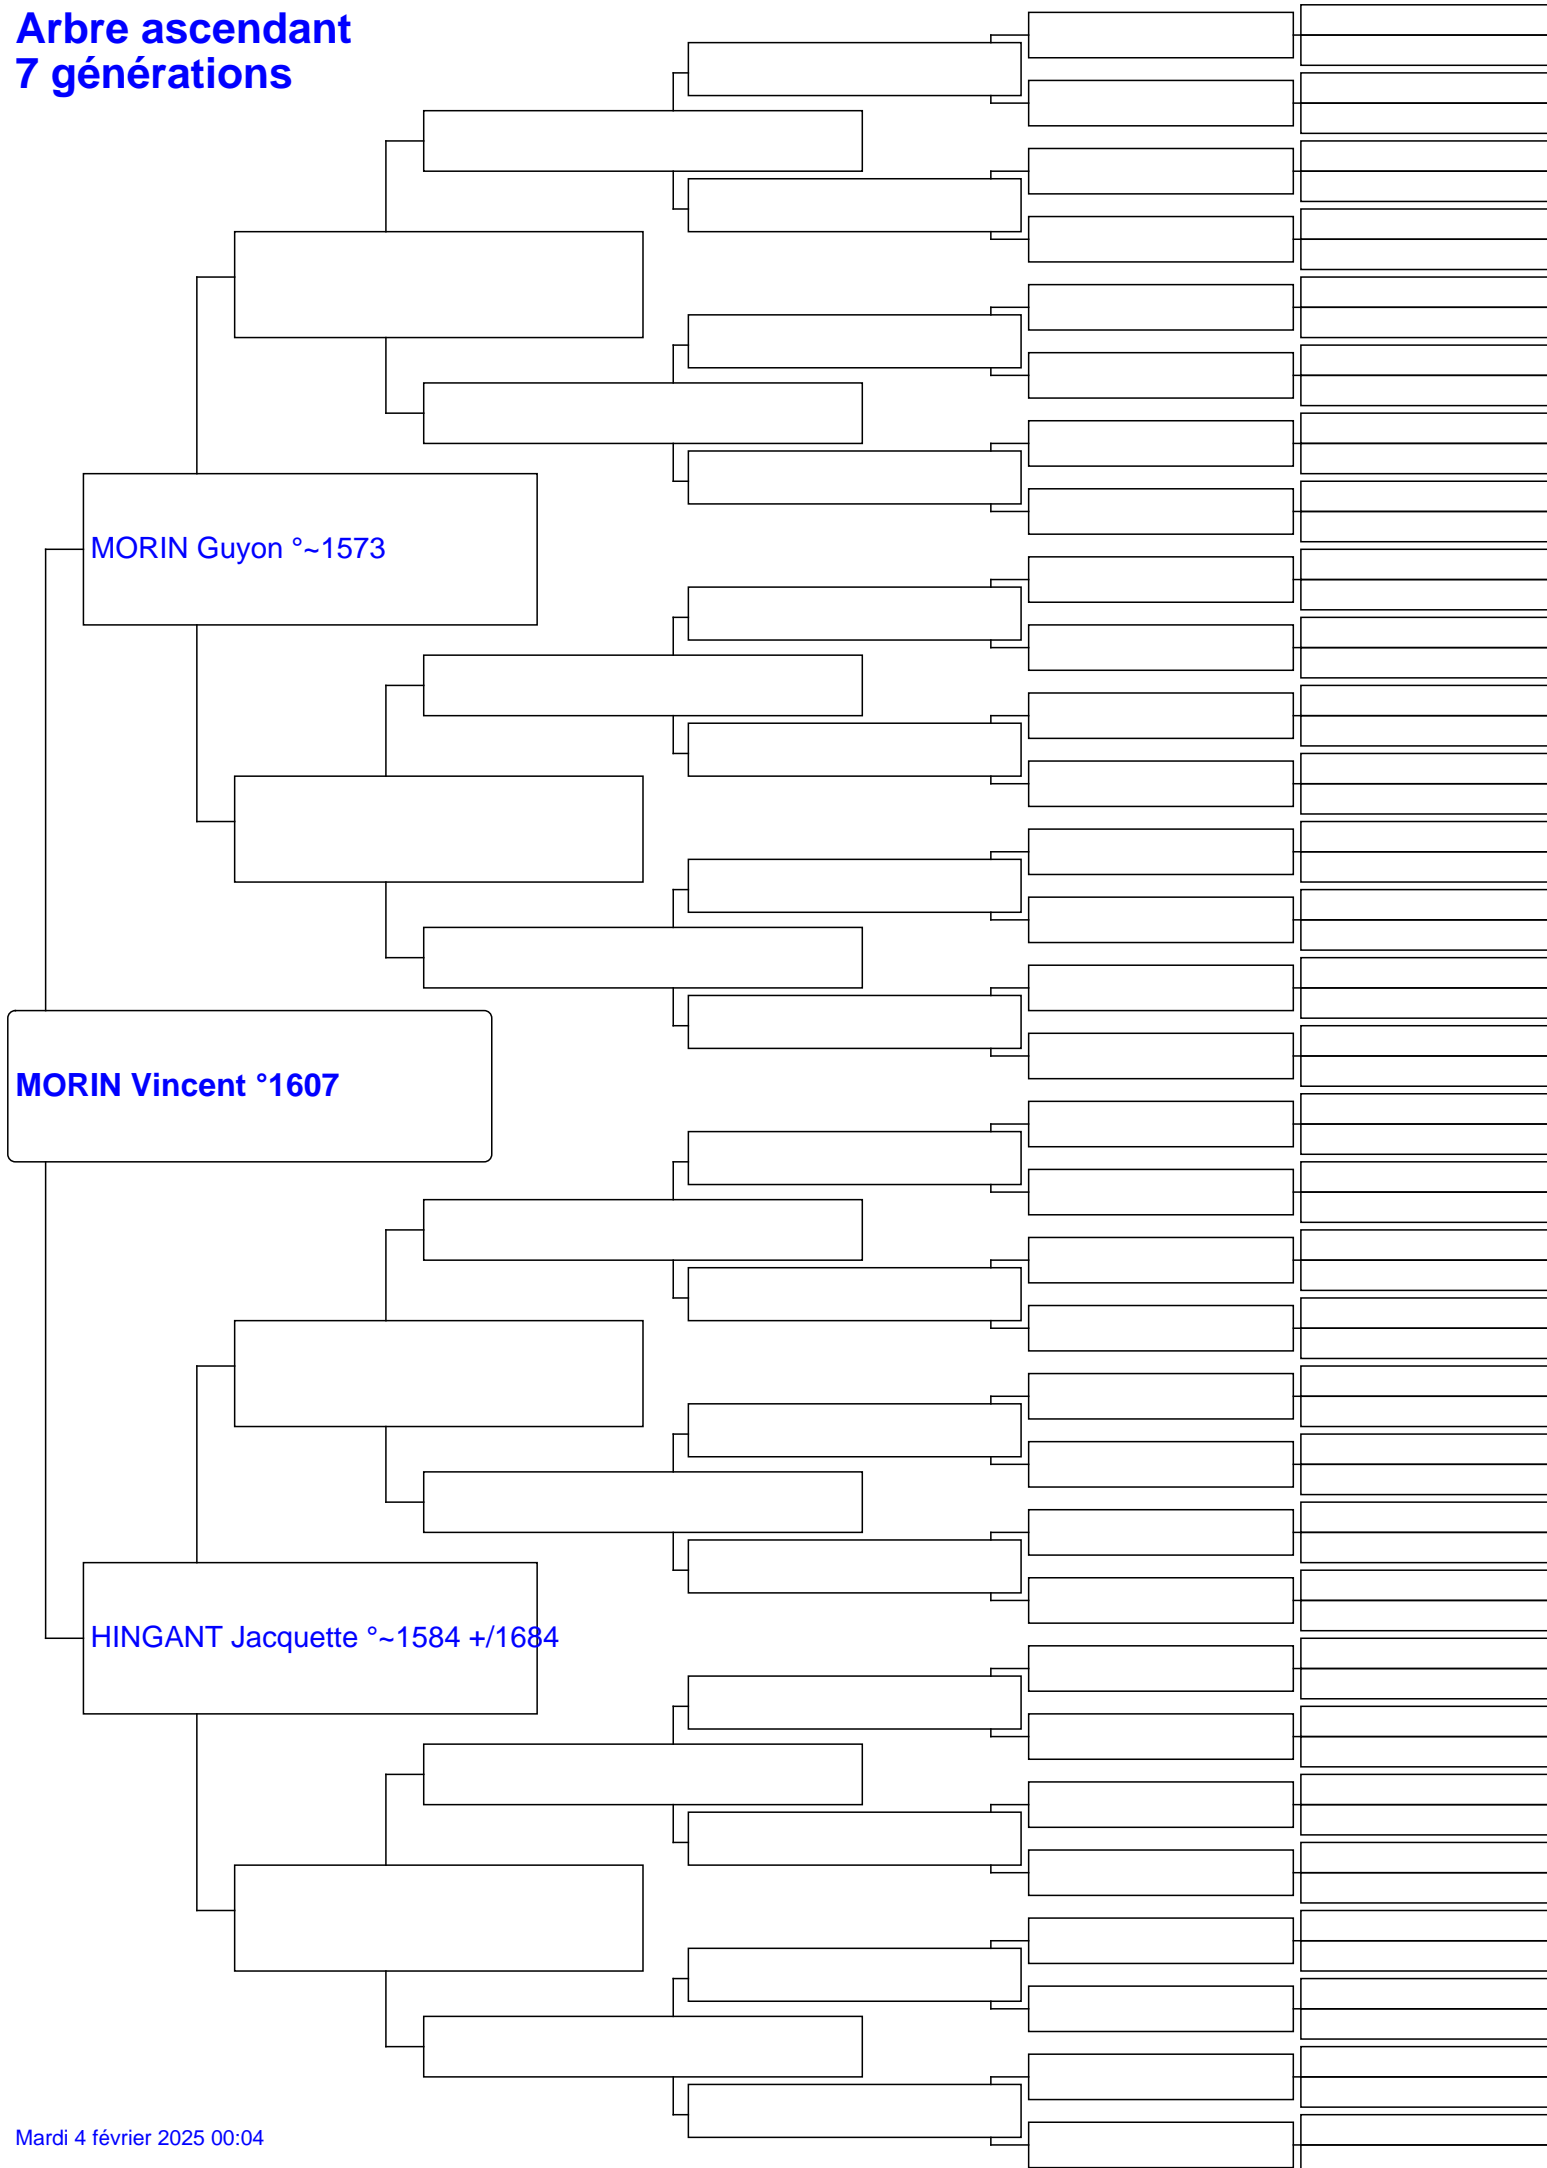 Arbre ascendant
7 générations
MORIN Guyon °~1573
MORIN Vincent °1607
HINGANT Jacquette °~1584 +/1684
Mardi 4 février 2025 00:04